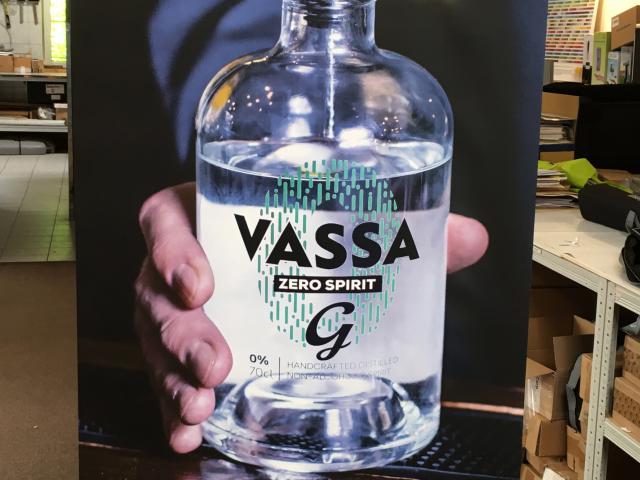 VASSA
ZERO SPIRIT
G
0%
70cl
HANDCRAFTED DISTILLED
NON-ALCOHOLIC SPIRIT